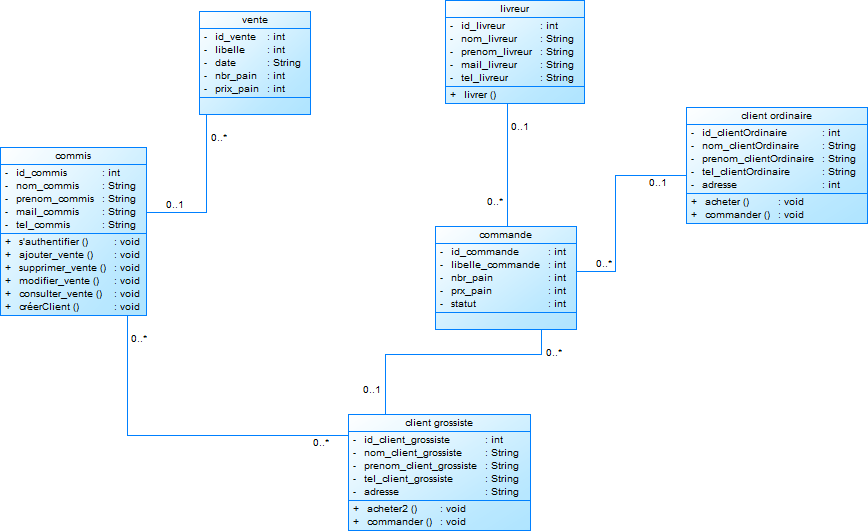 vente
- id_vente : int
- libelle : int
- date : String
- nbr_pain : int
- prix_pain : int
0..*
livreur
- id_livreur : int
- nom_livreur : String
- prenom_livreur : String
- mail_livreur : String
- tel_livreur : String
+ livrer ()
0..1
0..*
client ordinaire
- id_clientOrdinaire : int
- nom_clientOrdinaire : String
- prenom_clientOrdinaire : String
- tel_clientOrdinaire : String
- adresse : int
+ acheter () : void
+ commander () : void
0..1
0..*
commis
- id_commis : int
- nom_commis : String
- prenom_commis : String
- mail_commis : String
- tel_commis : String
+ s'authentifier () : void
+ ajouter_vente () : void
+ supprimer_vente () : void
+ modifier_vente () : void
+ consulter_vente () : void
+ créerClient () : void
0..1
0..*
commande
- id_commande : int
- libelle_commande : int
- nbr_pain : int
- prx_pain : int
- statut : int
0..*
0..1
0..*
client grossiste
- id_client_grossiste : int
- nom_client_grossiste : String
- prenom_client_grossiste : String
- tel_client_grossiste : String
- adresse : String
+ acheter2 () : void
+ commander () : void